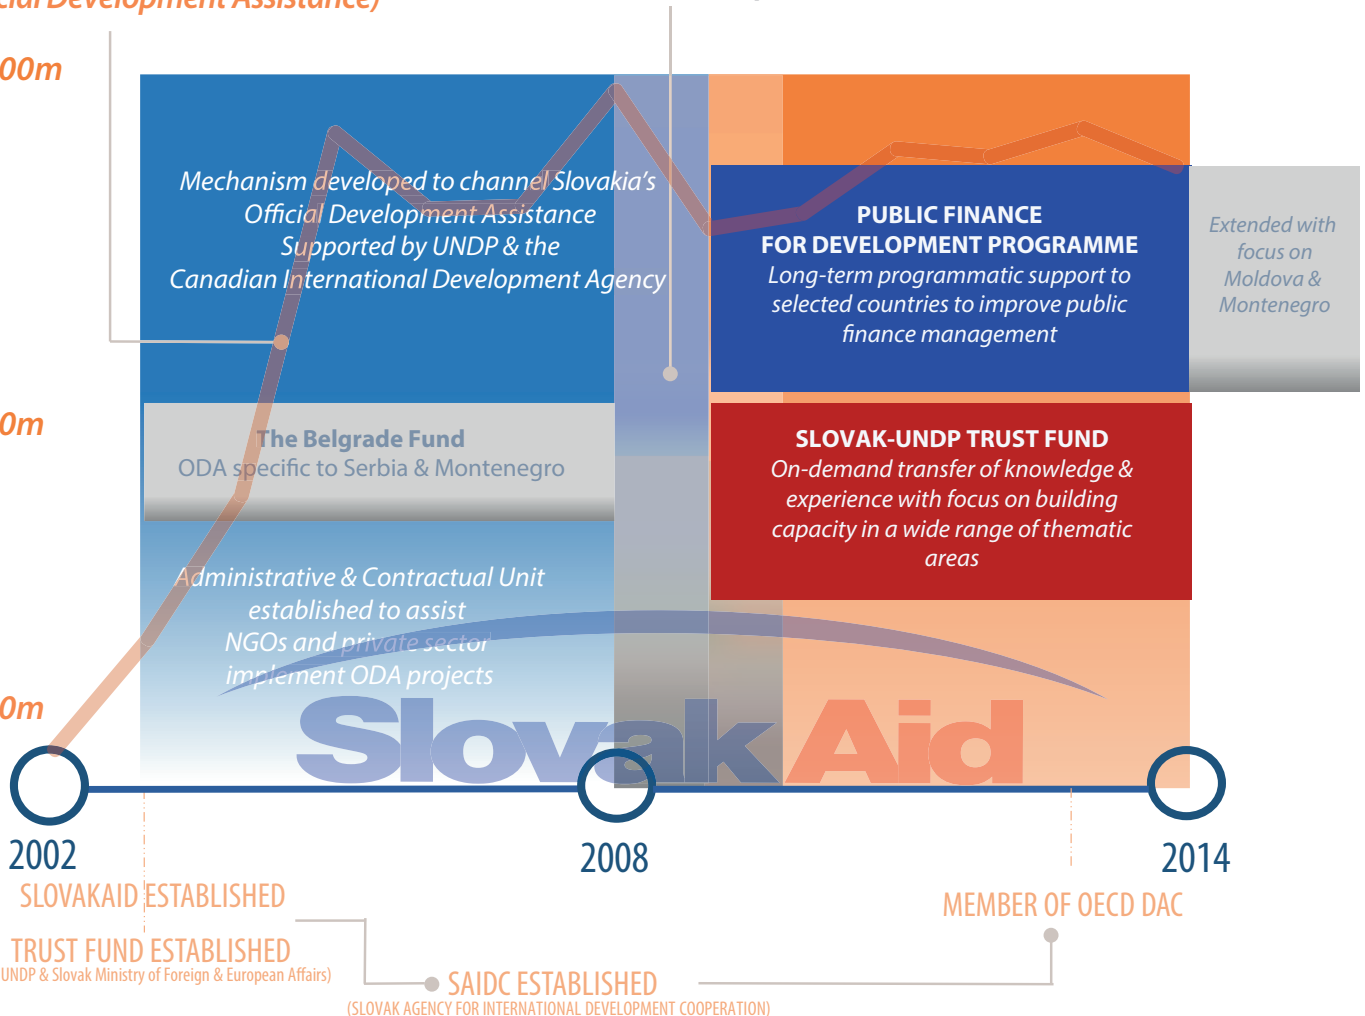 cial Development Assistance)
00m
Mechanism developed to channel Slovakia's
Official Development Assistance
Supported by UNDP & the
Canadian International Development Agency
PUBLIC FINANCE
FOR DEVELOPMENT PROGRAMME
Long-term programmatic support to
selected countries to improve public
finance management
Extended with
focus on
Moldova &
Montenegro
0m
The Belgrade Fund
ODA specific to Serbia & Montenegro
SLOVAK-UNDP TRUST FUND
On-demand transfer of knowledge &
experience with focus on building
capacity in a wide range of thematic
areas
Administrative & Contractual Unit
established to assist
NGOs and private sector
implement ODA projects
0m
SlovakAid
2002
2008
2014
SLOVAKAID ESTABLISHED
MEMBER OF OECD DAC
TRUST FUND ESTABLISHED
UNDP & Slovak Ministry of Foreign & European Affairs)
SAIDC ESTABLISHED
(SLOVAK AGENCY FOR INTERNATIONAL DEVELOPMENT COOPERATION)